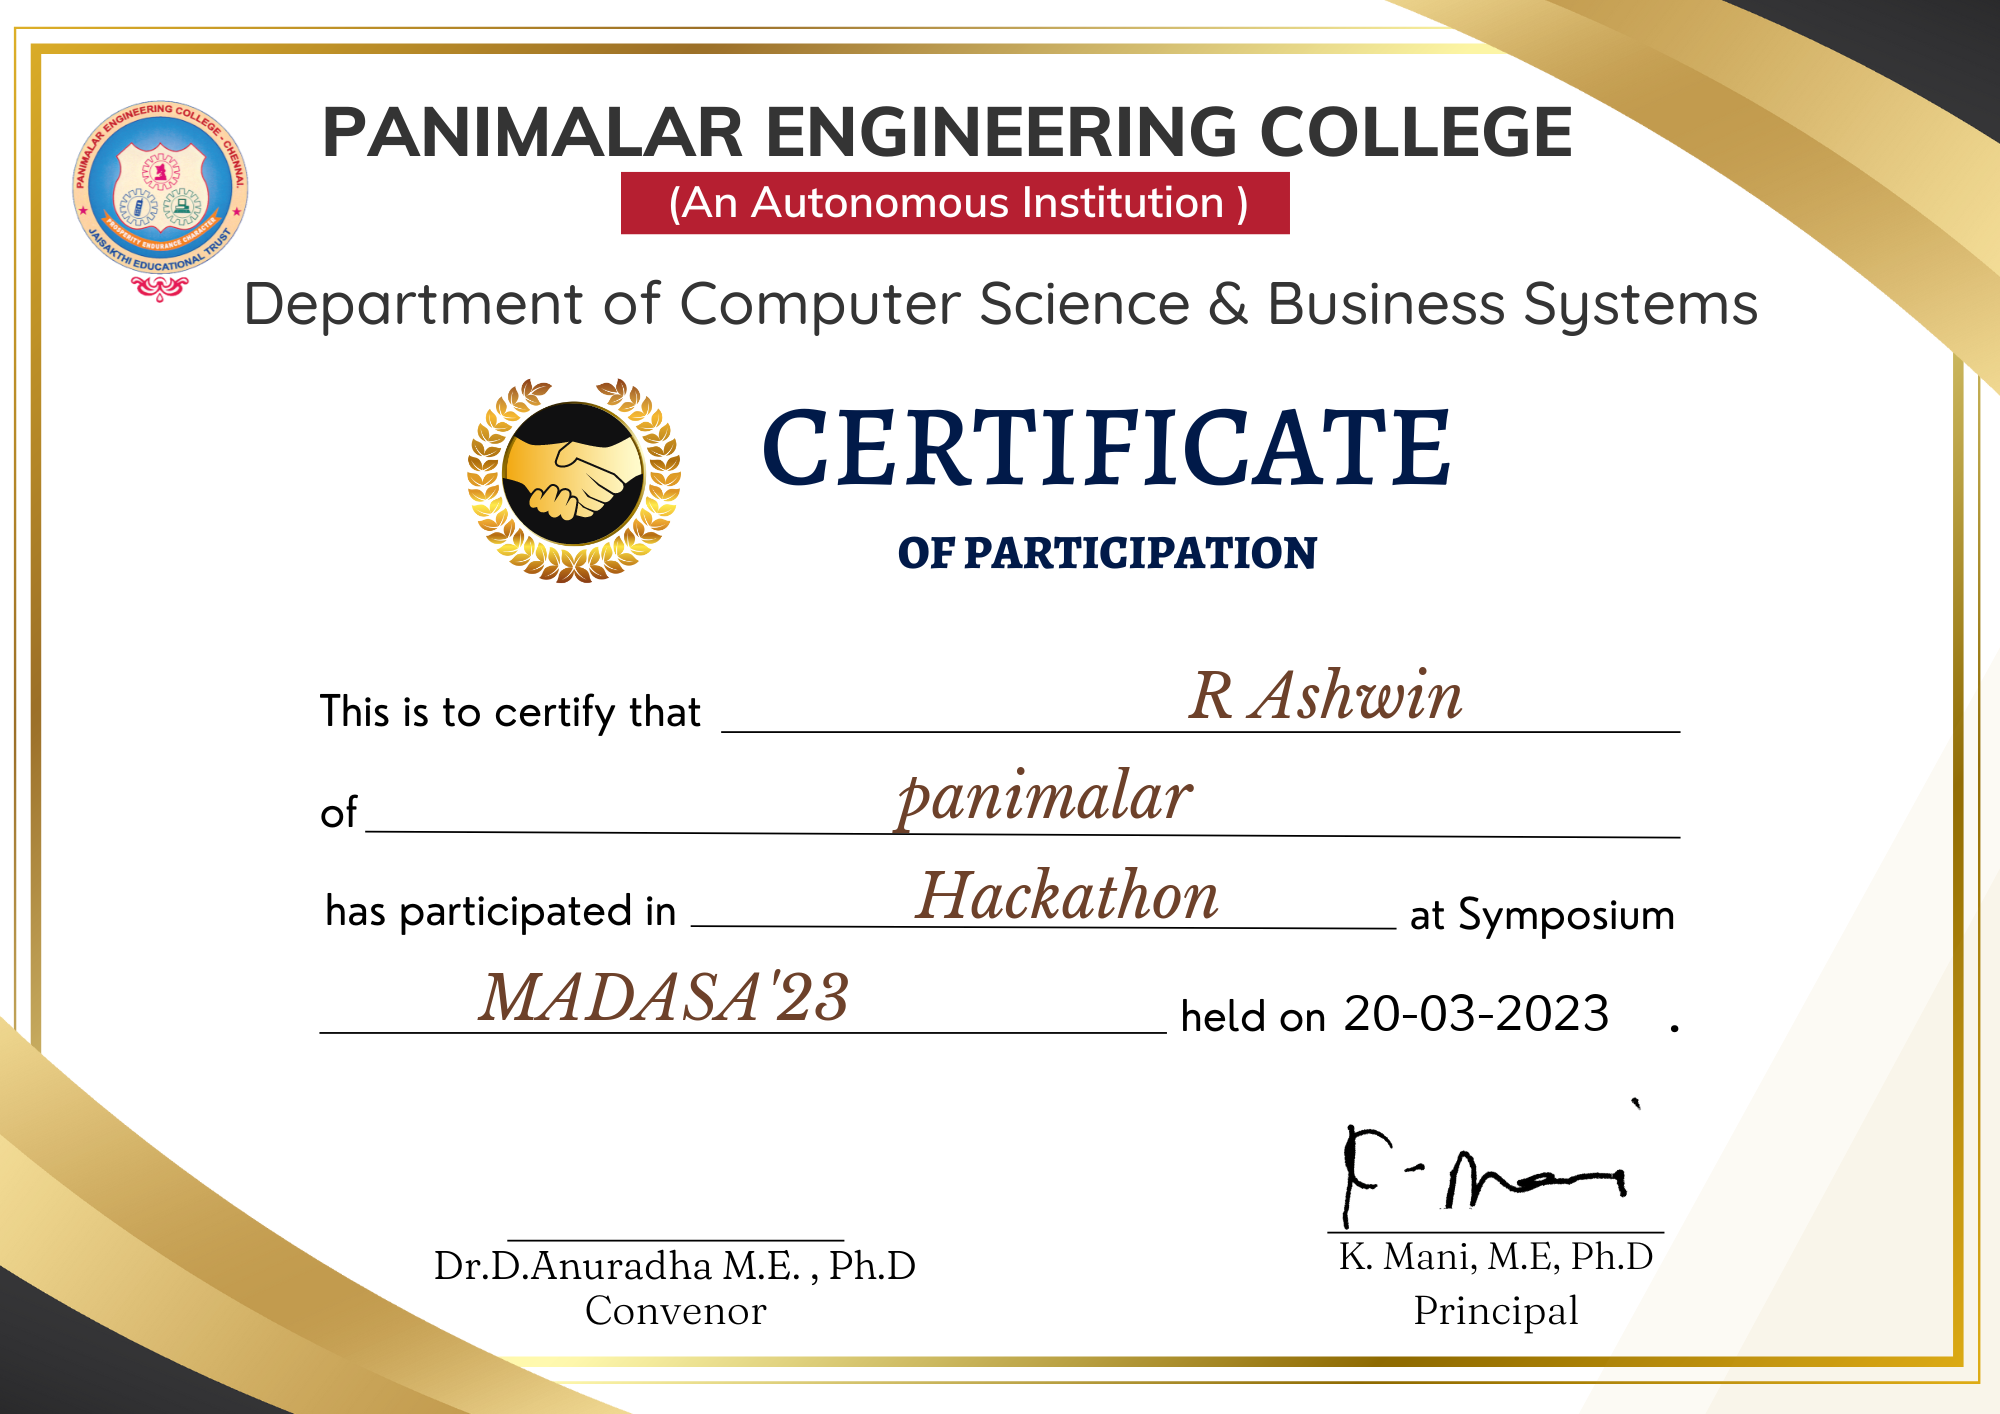 PANIMALAR ENGINEERING COLLEGE - CHENNAI.
PROSPERITY ENDURANCE CHARACTER
JAISAKTHI EDUCATIONAL TRUST
PANIMALAR ENGINEERING COLLEGE
(An Autonomous Institution )
Department of Computer Science & Business Systems
CERTIFICATE
OF PARTICIPATION
This is to certify that R Ashwin
of panimalar
has participated in Hackathon at Symposium
MADASA'23 held on 20-03-2023 .
K-Mani
Dr.D.Anuradha M.E. , Ph.D
Convenor
K. Mani, M.E, Ph.D
Principal